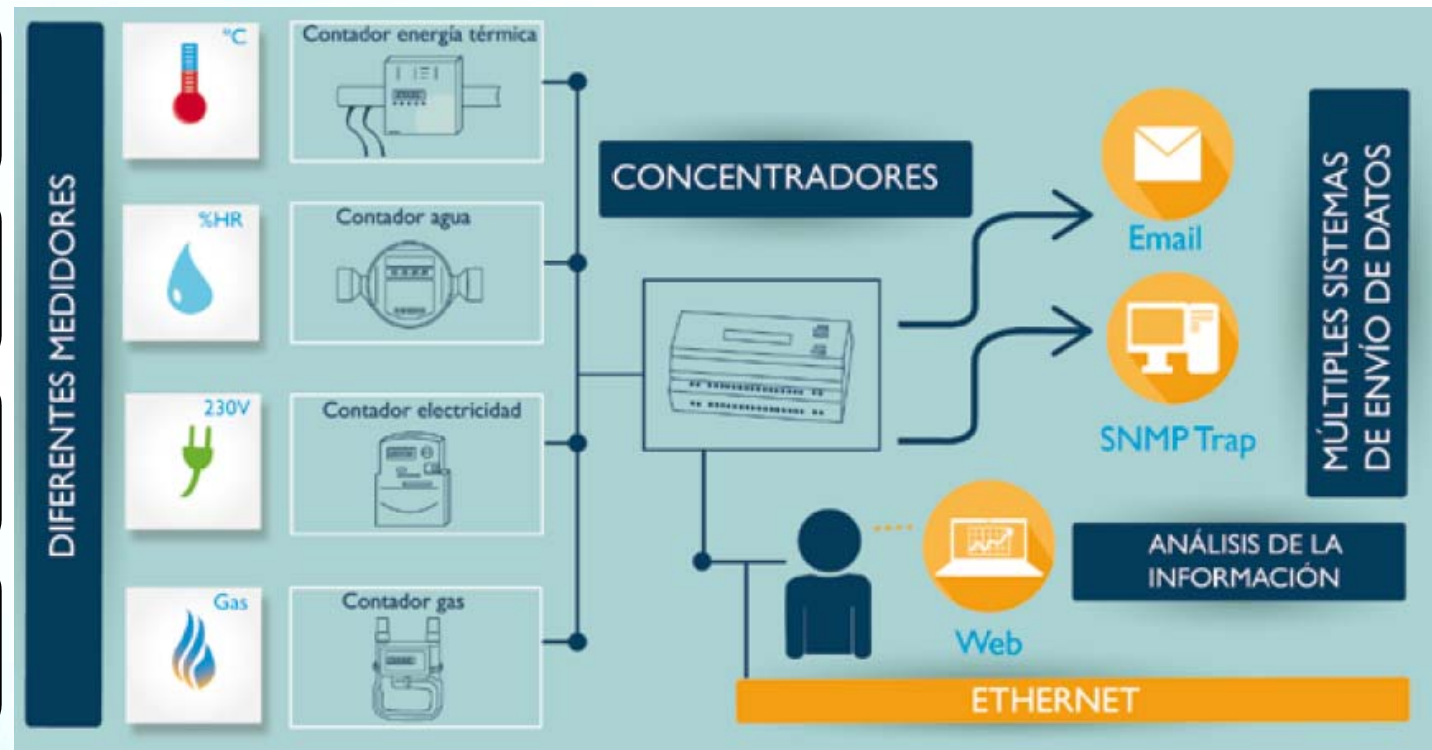 DIFERENTES MEDIDORES
°C
Contador energía térmica
%HR
Contador agua
230V
Contador electricidad
Gas
Contador gas
CONCENTRADORES
Email
SNMP Trap
MÚLTIPLES SISTEMAS
DE ENVÍO DE DATOS
ANÁLISIS DE LA
INFORMACIÓN
Web
ETHERNET